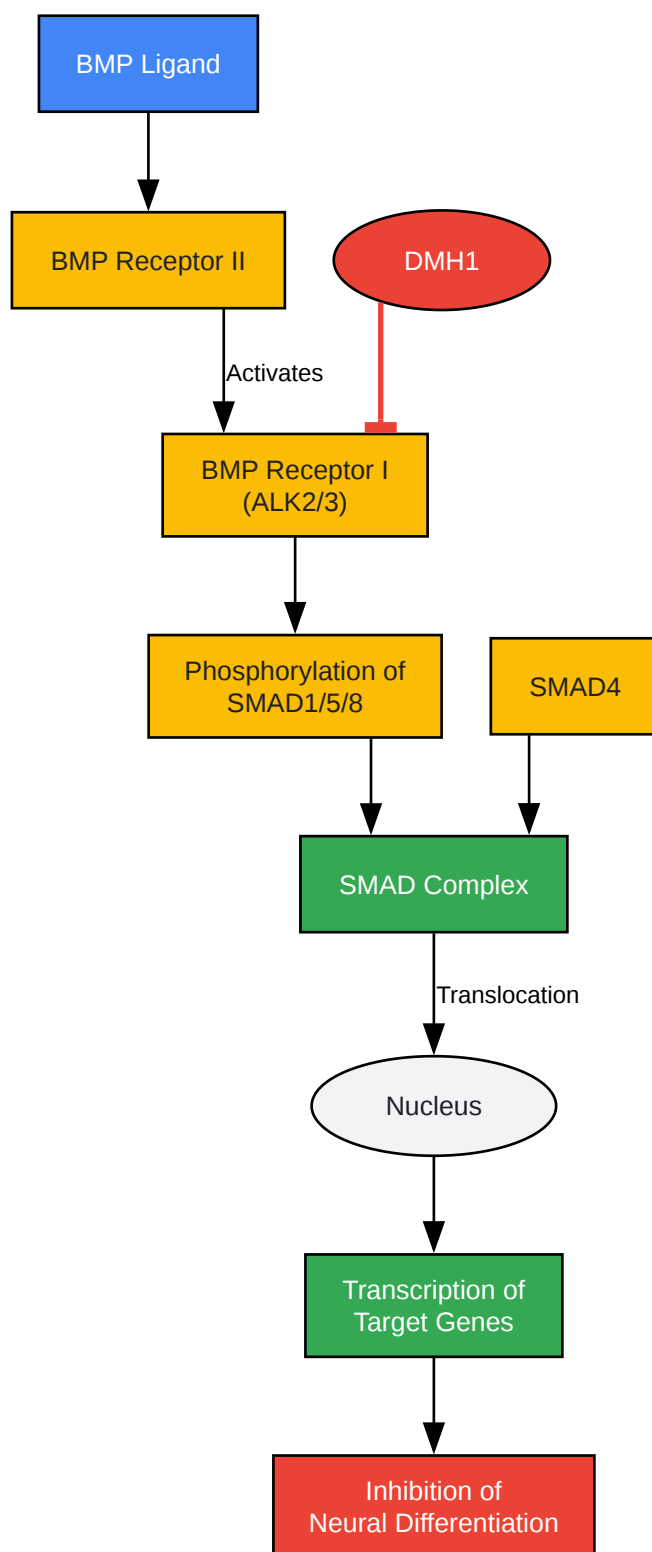 BMP Ligand
BMP Receptor II
DMH1
Activates
BMP Receptor I
(ALK2/3)
Phosphorylation of
SMAD1/5/8
SMAD4
SMAD Complex
Translocation
Nucleus
Transcription of
Target Genes
Inhibition of
Neural Differentiation